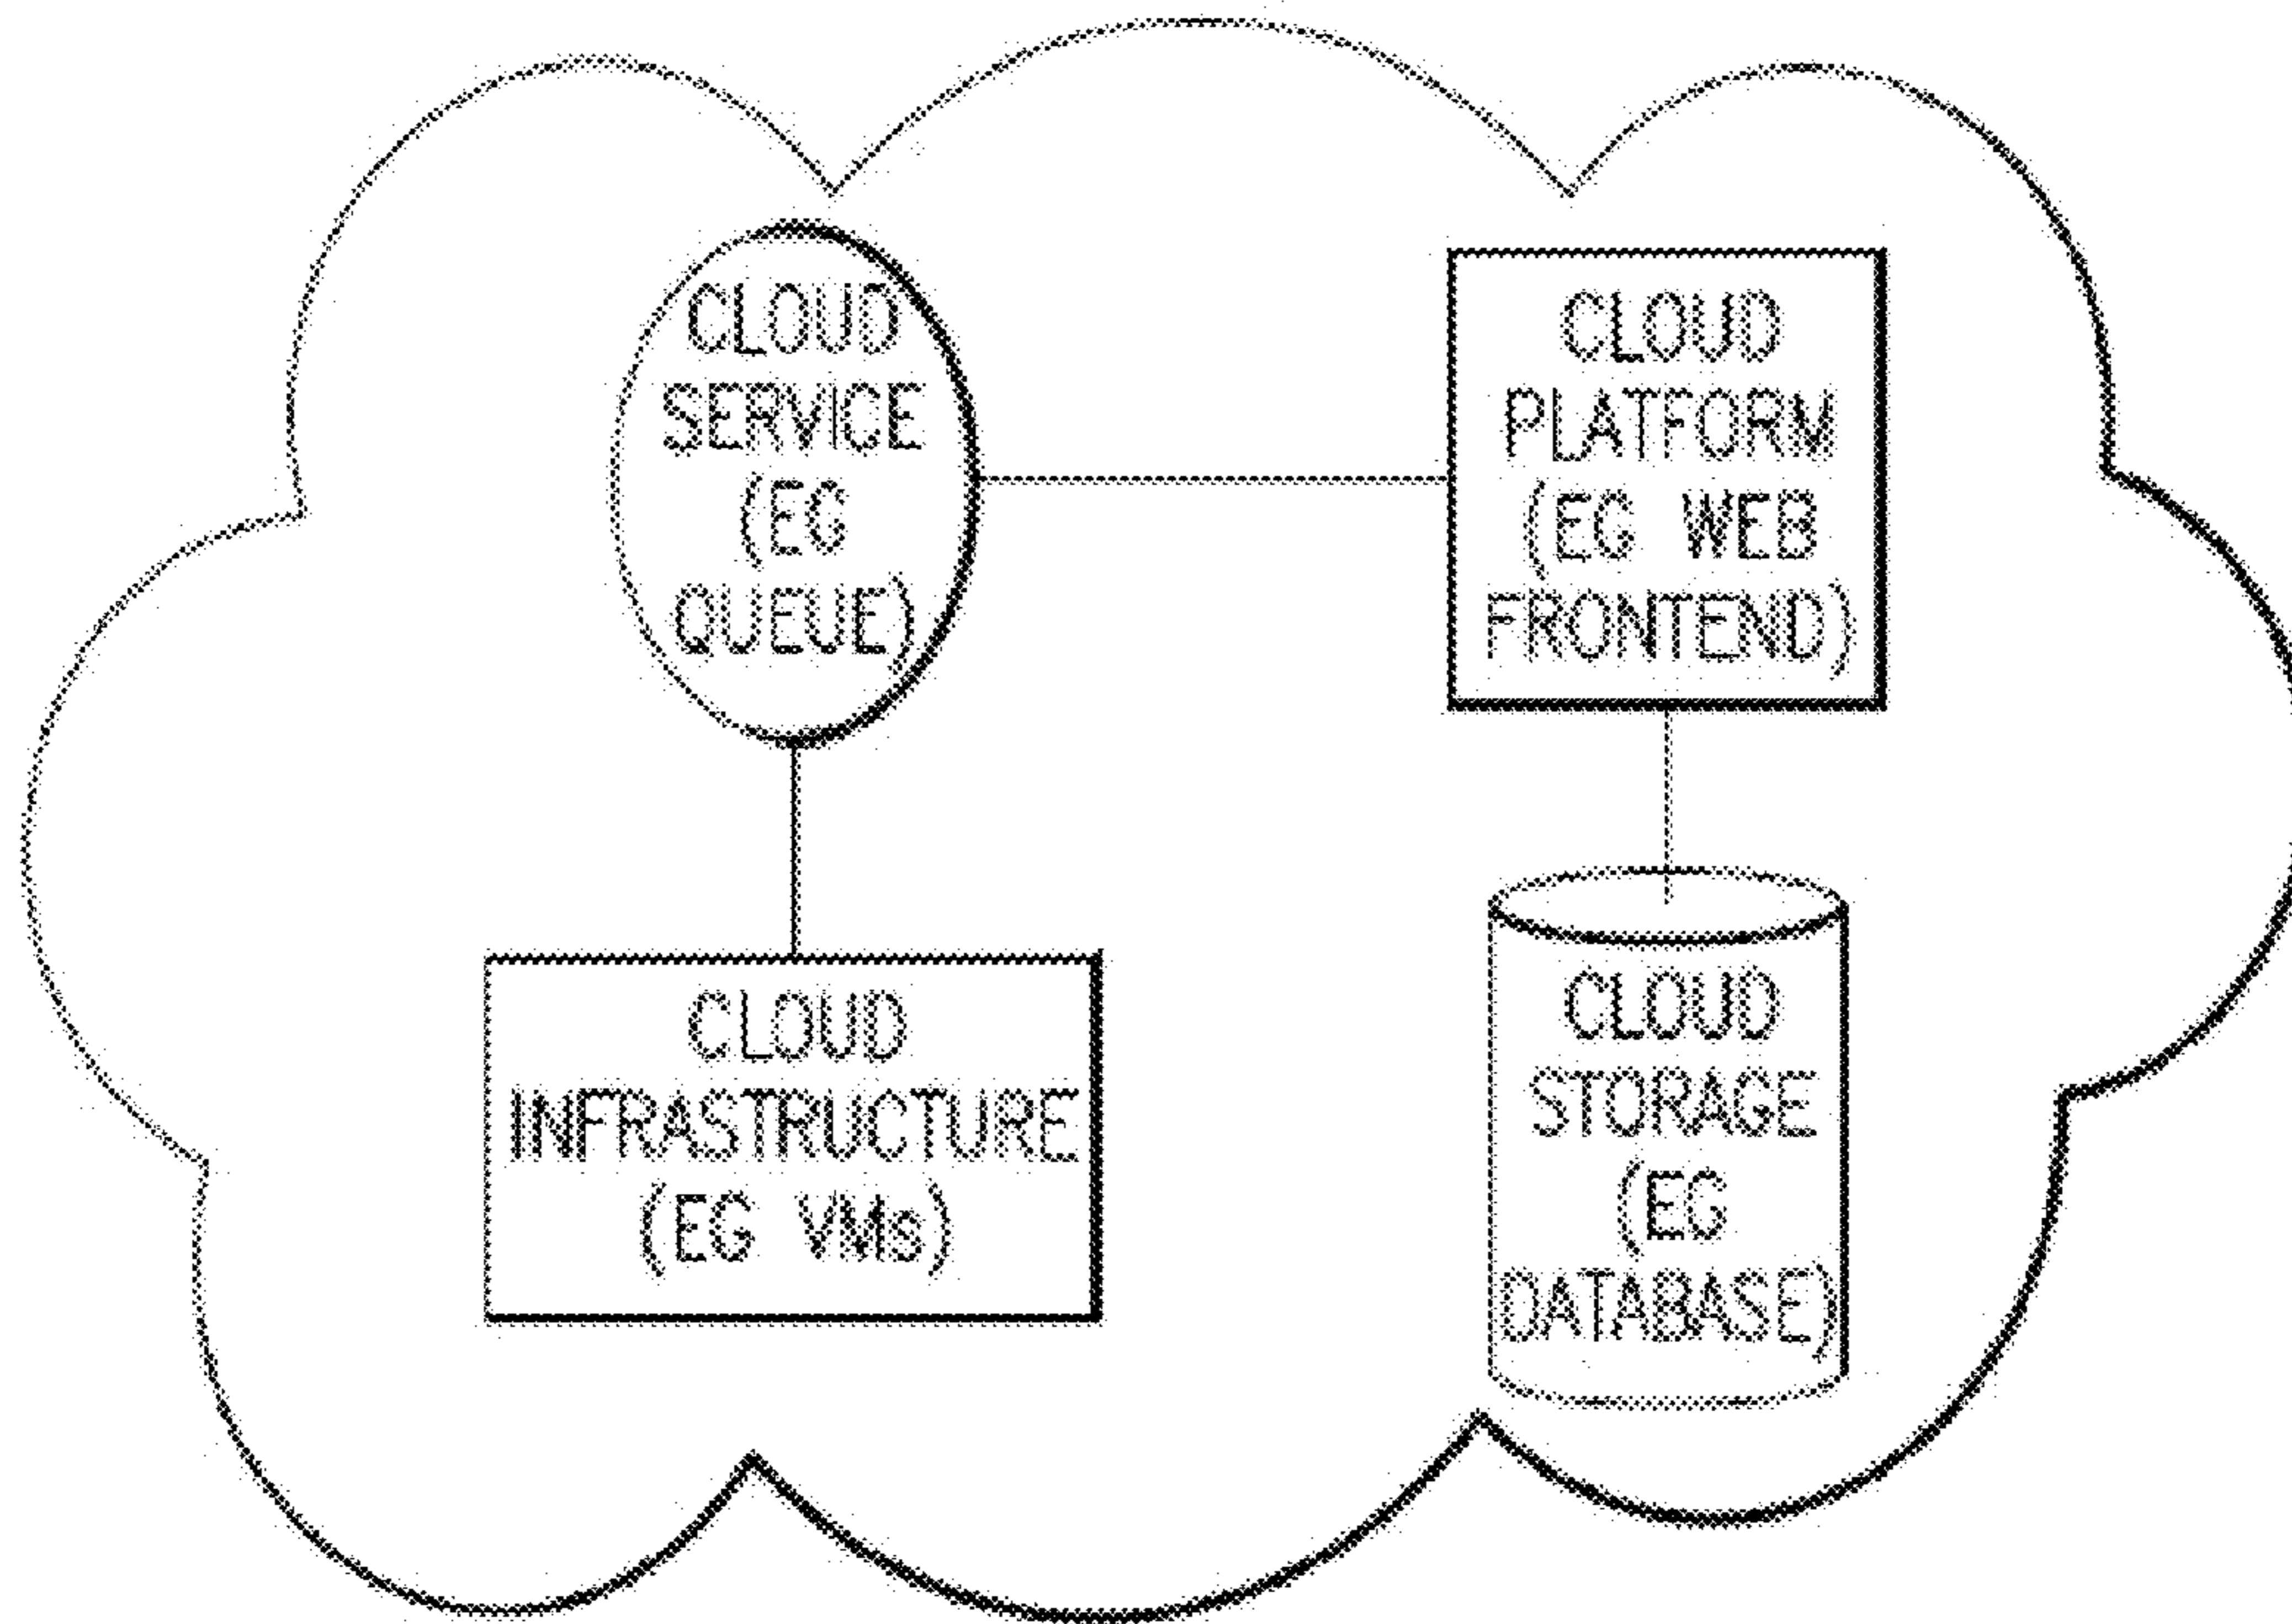 CLOUD
SERVICE
(EG
QUEUE)
CLOUD
PLATFORM
(EG WEB
FRONTEND)
CLOUD
INFRASTRUCTURE
(EG VMs)
CLOUD
STORAGE
(EG
DATABASE)